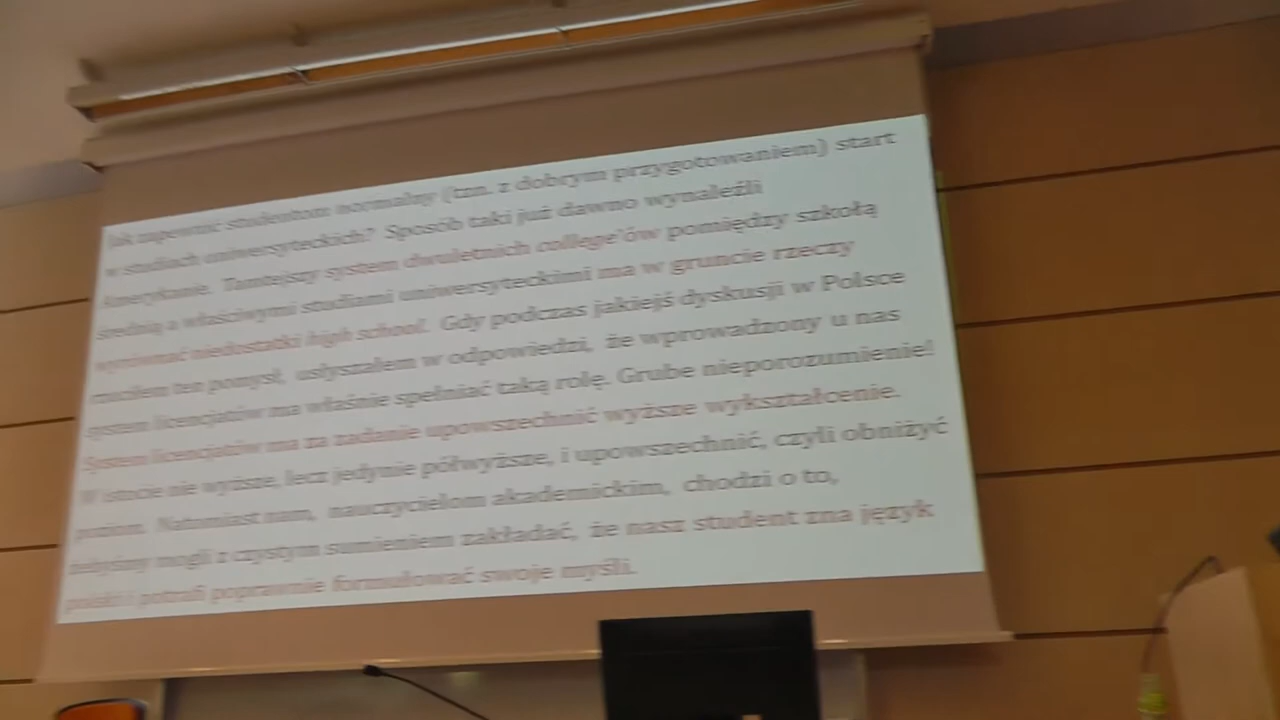 Jak zapewnić studentom normalny (tzn. z dobrym przygotowaniem) start
w studiach uniwersyteckich? Sposób taki już dawno wynaleźli
Amerykanie. Tamtejszy system dwuletnich college'ów pomiędzy szkołą
średnią a właściwymi studiami uniwersyteckimi ma w gruncie rzeczy
wyrównać niedostatki high school. Gdy podczas jakiejś dyskusji w Polsce
rzuciłem ten pomysł, usłyszałem w odpowiedzi, że wprowadzony u nas
system licencjatów ma właśnie spełniać taką rolę. Grube nieporozumienie!
System licencjatów ma za zadanie upowszechnić wyższe wykształcenie.
W istocie nie wyższe, lecz jedynie półwyższe, i upowszechnić, czyli obniżyć
poziom. Natomiast nam, nauczycielom akademickim, chodzi o to,
żebyśmy mogli z czystym sumieniem zakładać, że nasz student zna język
polski i potrafi poprawnie formułować swoje myśli.